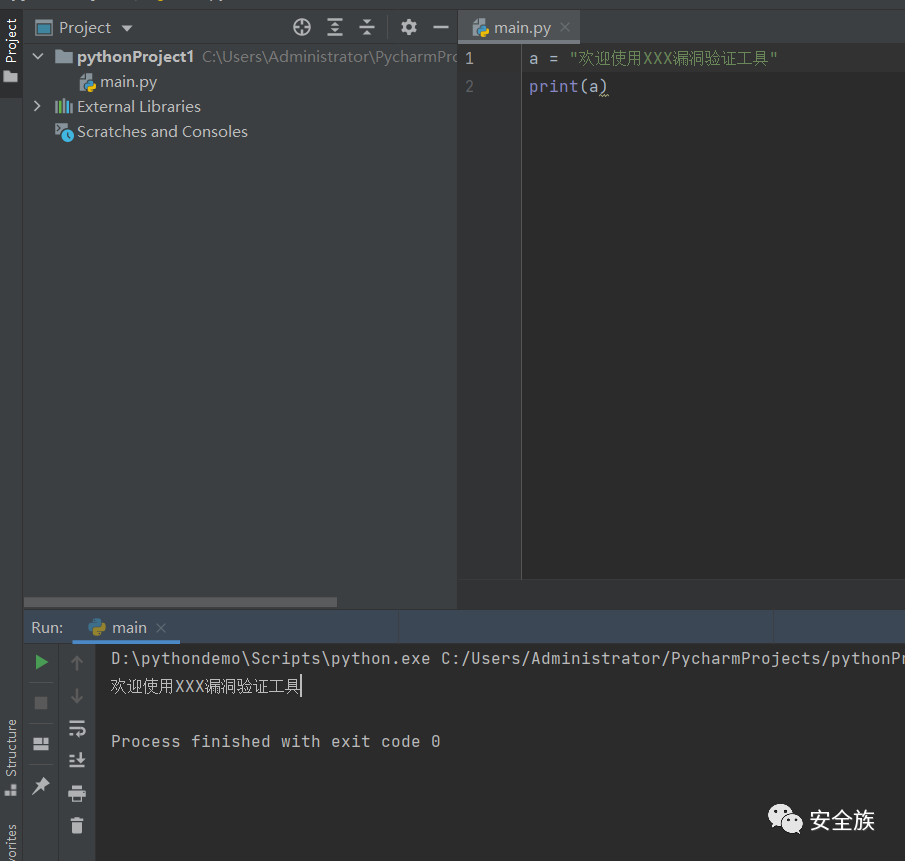 Project
main.py
Project
pythonProject1 C:\Users\Administrator\PycharmPro
main.py
External Libraries
Scratches and Consoles
1 a = "欢迎使用XXX漏洞验证工具"
2 print(a)
Run: main
D:\pythondemo\Scripts\python.exe C:/Users/Administrator/PycharmProjects/pythonPr
欢迎使用XXX漏洞验证工具
Process finished with exit code 0
Structure
orites
安全族